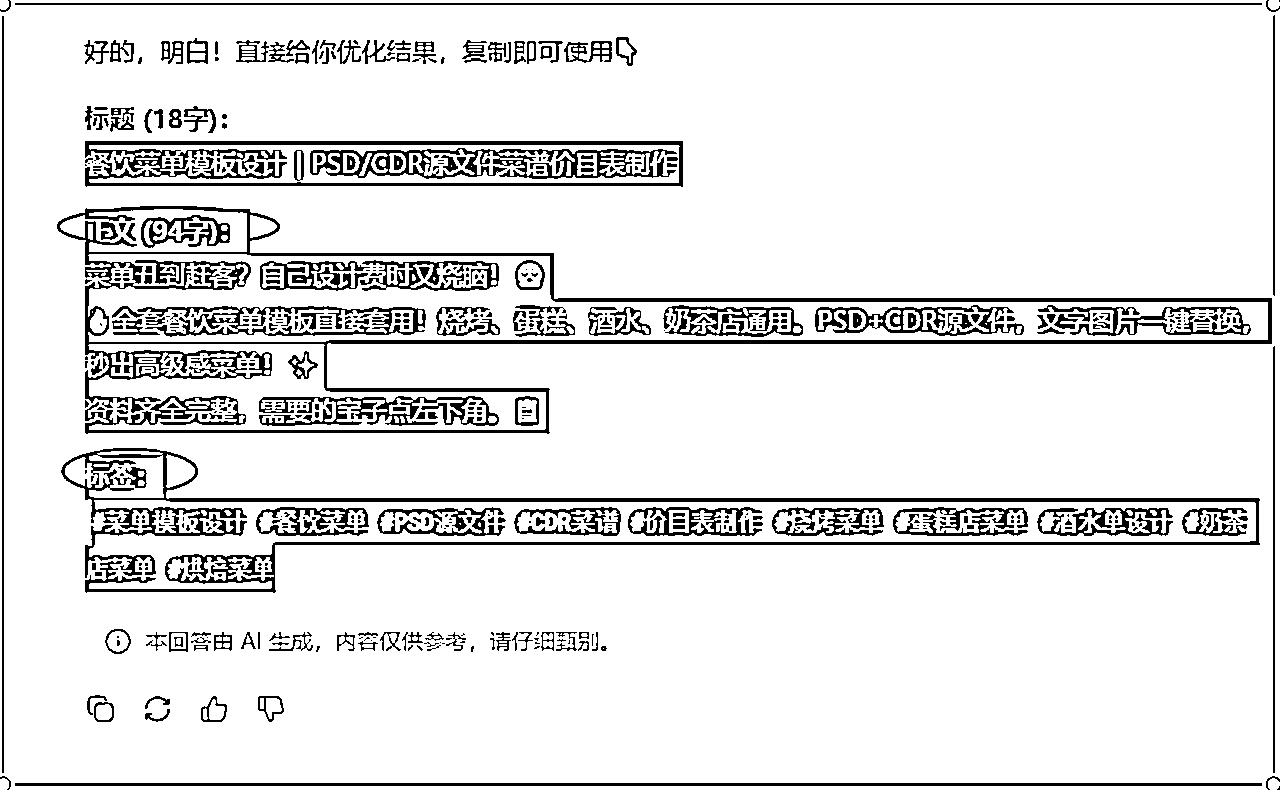 好的，明白！直接给你优化结果，复制即可使用👇
标题 (18字)：
餐饮菜单模板设计 | PSD/CDR源文件菜谱价目表制作
正文 (94字)：
菜单丑到赶客？自己设计费时又烧脑！😩
🔥全套餐饮菜单模板直接套用！烧烤、蛋糕、酒水、奶茶店通用。PSD+CDR源文件，文字图片一键替换，
秒出高级感菜单！✨
资料齐全完整，需要的宝子点左下角。📋
标签：
#菜单模板设计 #餐饮菜单 #PSD源文件 #CDR菜谱 #价目表制作 #烧烤菜单 #蛋糕店菜单 #酒水单设计 #奶茶
店菜单 #烘焙菜单
本回答由 AI 生成，内容仅供参考，请仔细甄别。